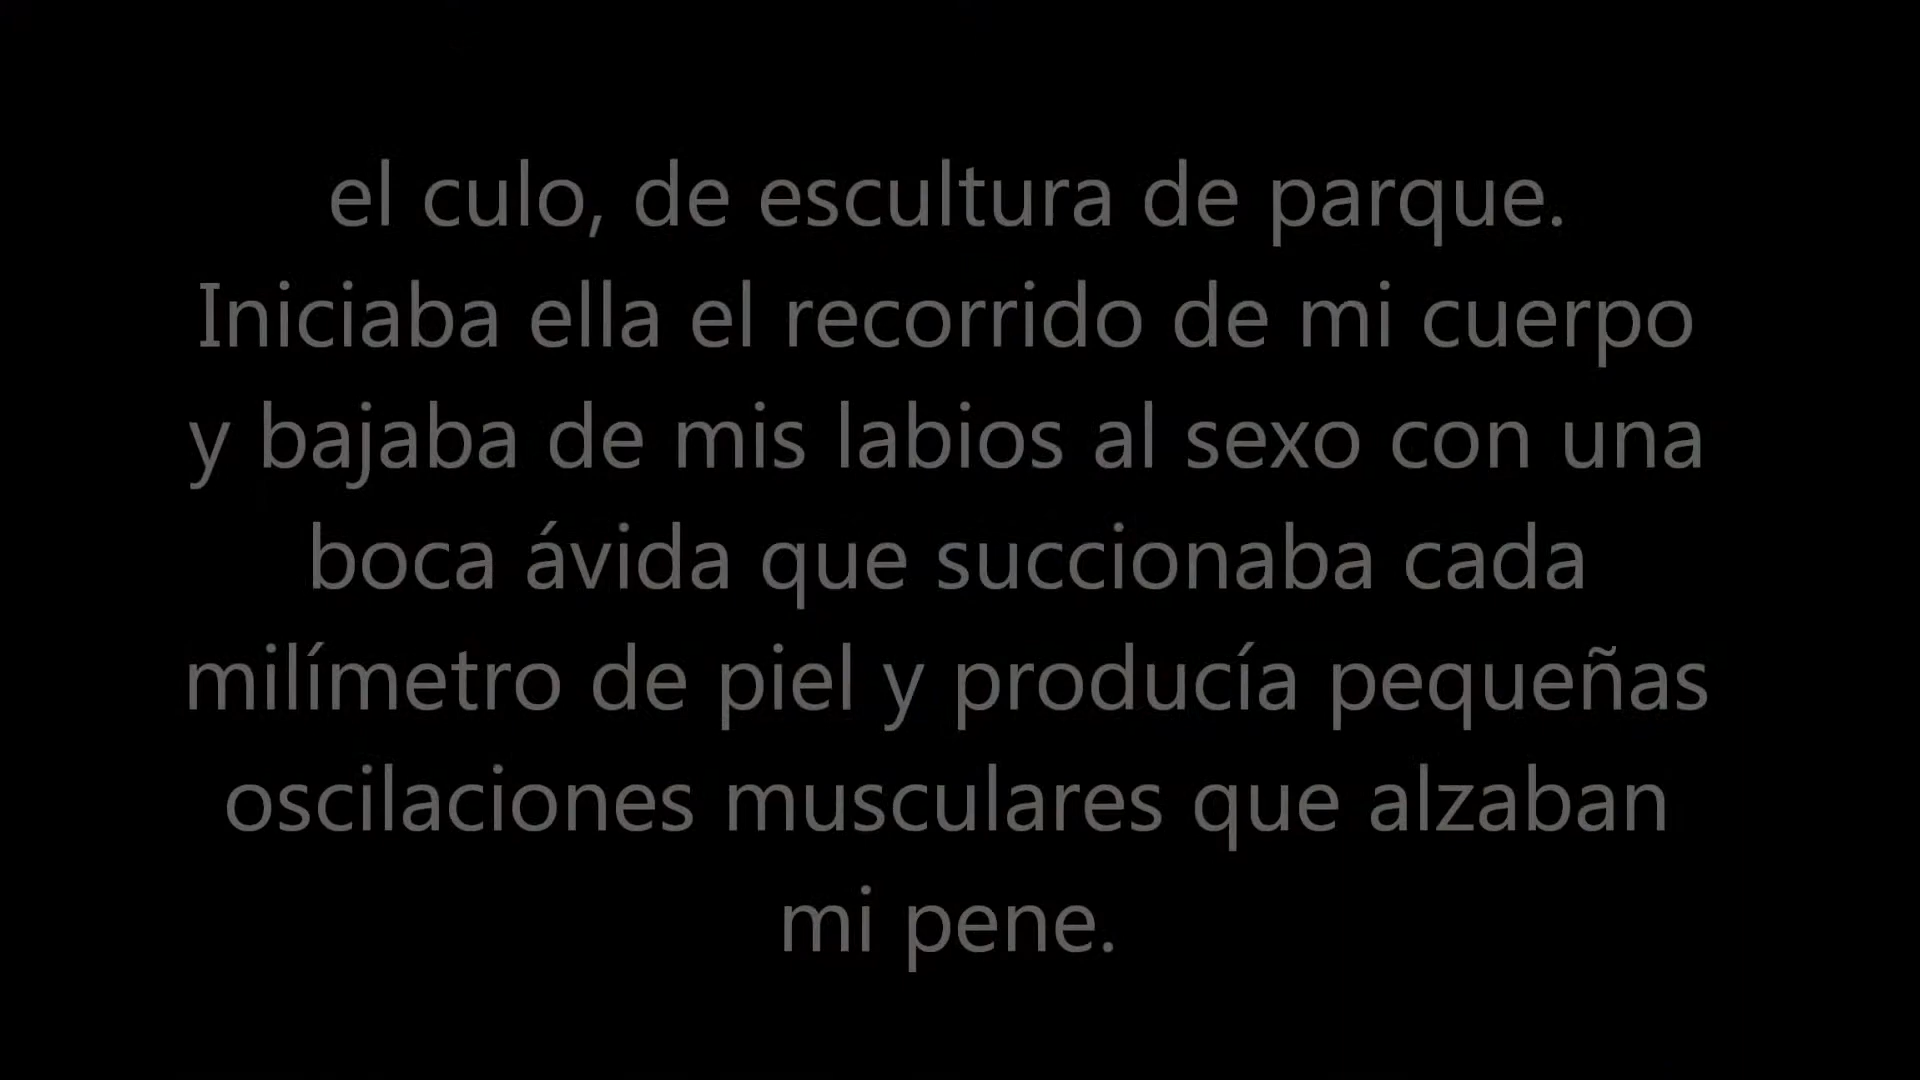 el culo, de escultura de parque.
Iniciaba ella el recorrido de mi cuerpo
y bajaba de mis labios al sexo con una
boca ávida que succionaba cada
milímetro de piel y producía pequeñas
oscilaciones musculares que alzaban
mi pene.